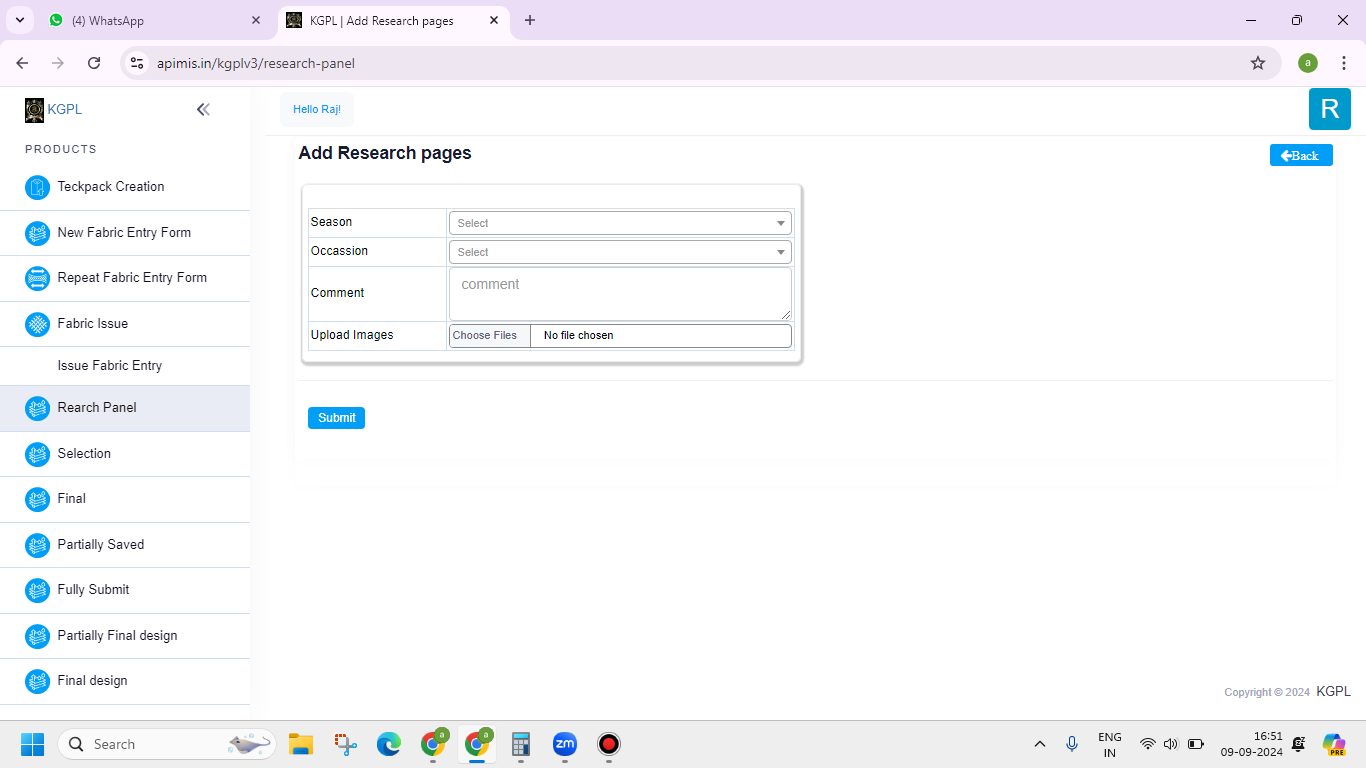 (4) WhatsApp
KGPL | Add Research pages
apimis.in/kgplv3/research-panel
a
KGPL
Hello Raj!
R
PRODUCTS
Add Research pages
Back
Teckpack Creation
New Fabric Entry Form
Repeat Fabric Entry Form
Fabric Issue
Issue Fabric Entry
Rearch Panel
Selection
Final
Partially Saved
Fully Submit
Partially Final design
Final design
Season
Select
Occassion
Select
Comment
comment
Upload Images
Choose Files
No file chosen
Submit
Copyright © 2024 KGPL
Search
a
a
zm
ENG
IN
16:51
09-09-2024
PRE